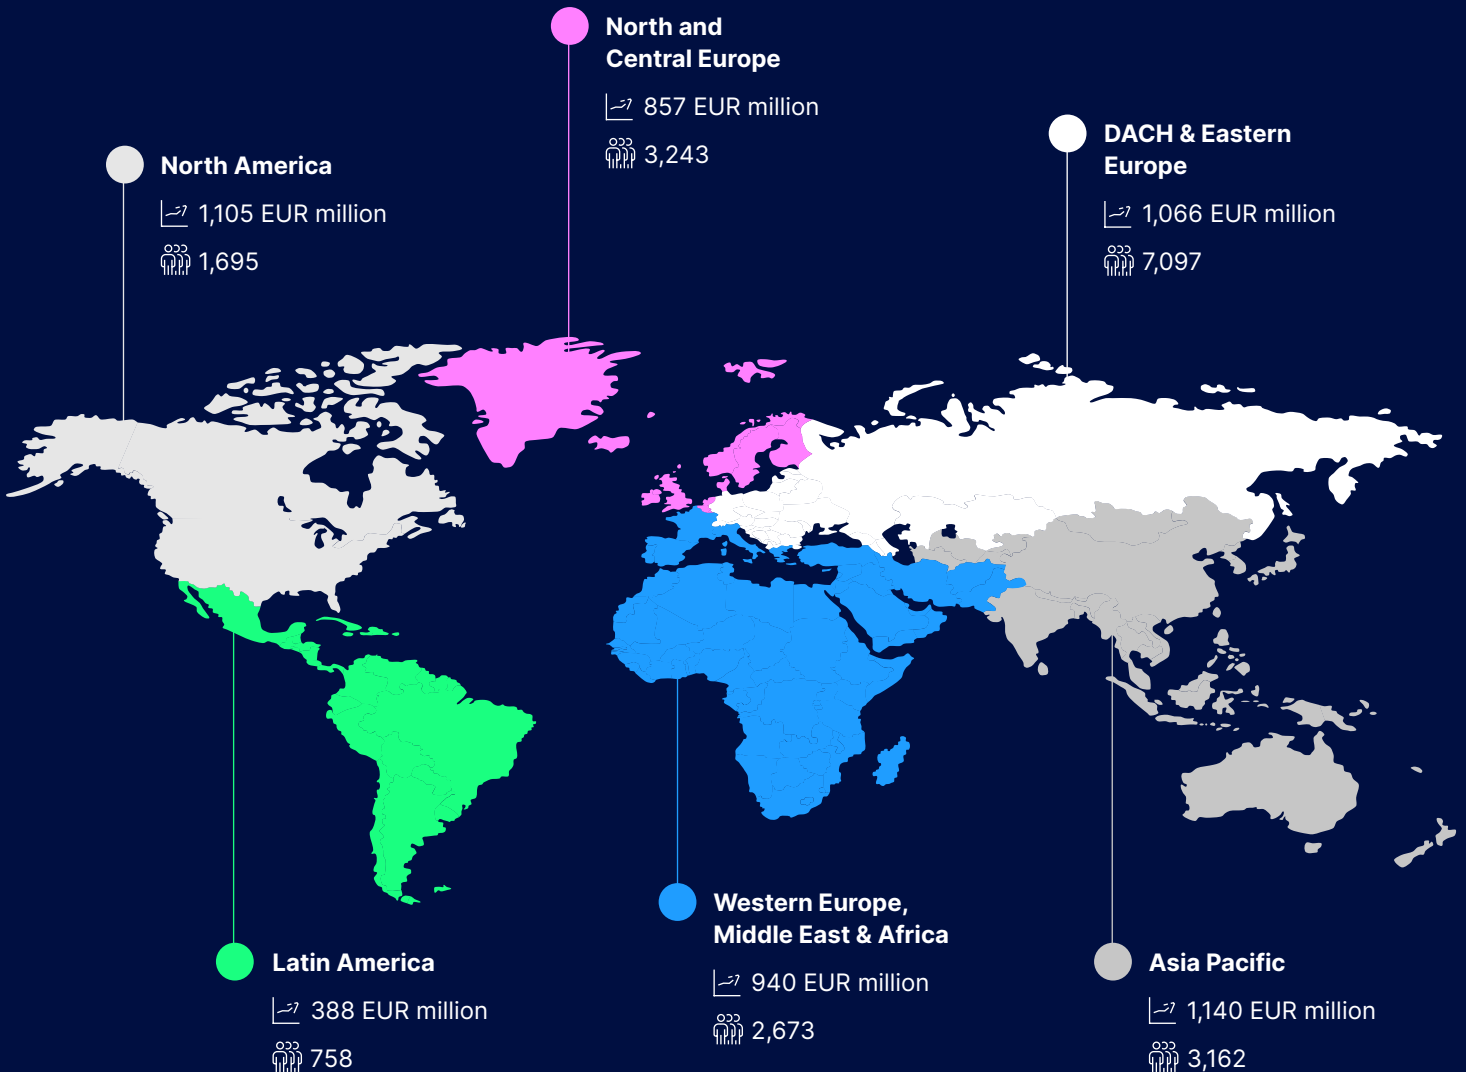 North and
Central Europe
857 EUR million
3,243
DACH & Eastern
Europe
1,066 EUR million
7,097
North America
1,105 EUR million
1,695
Western Europe,
Middle East & Africa
940 EUR million
2,673
Latin America
388 EUR million
758
Asia Pacific
1,140 EUR million
3,162